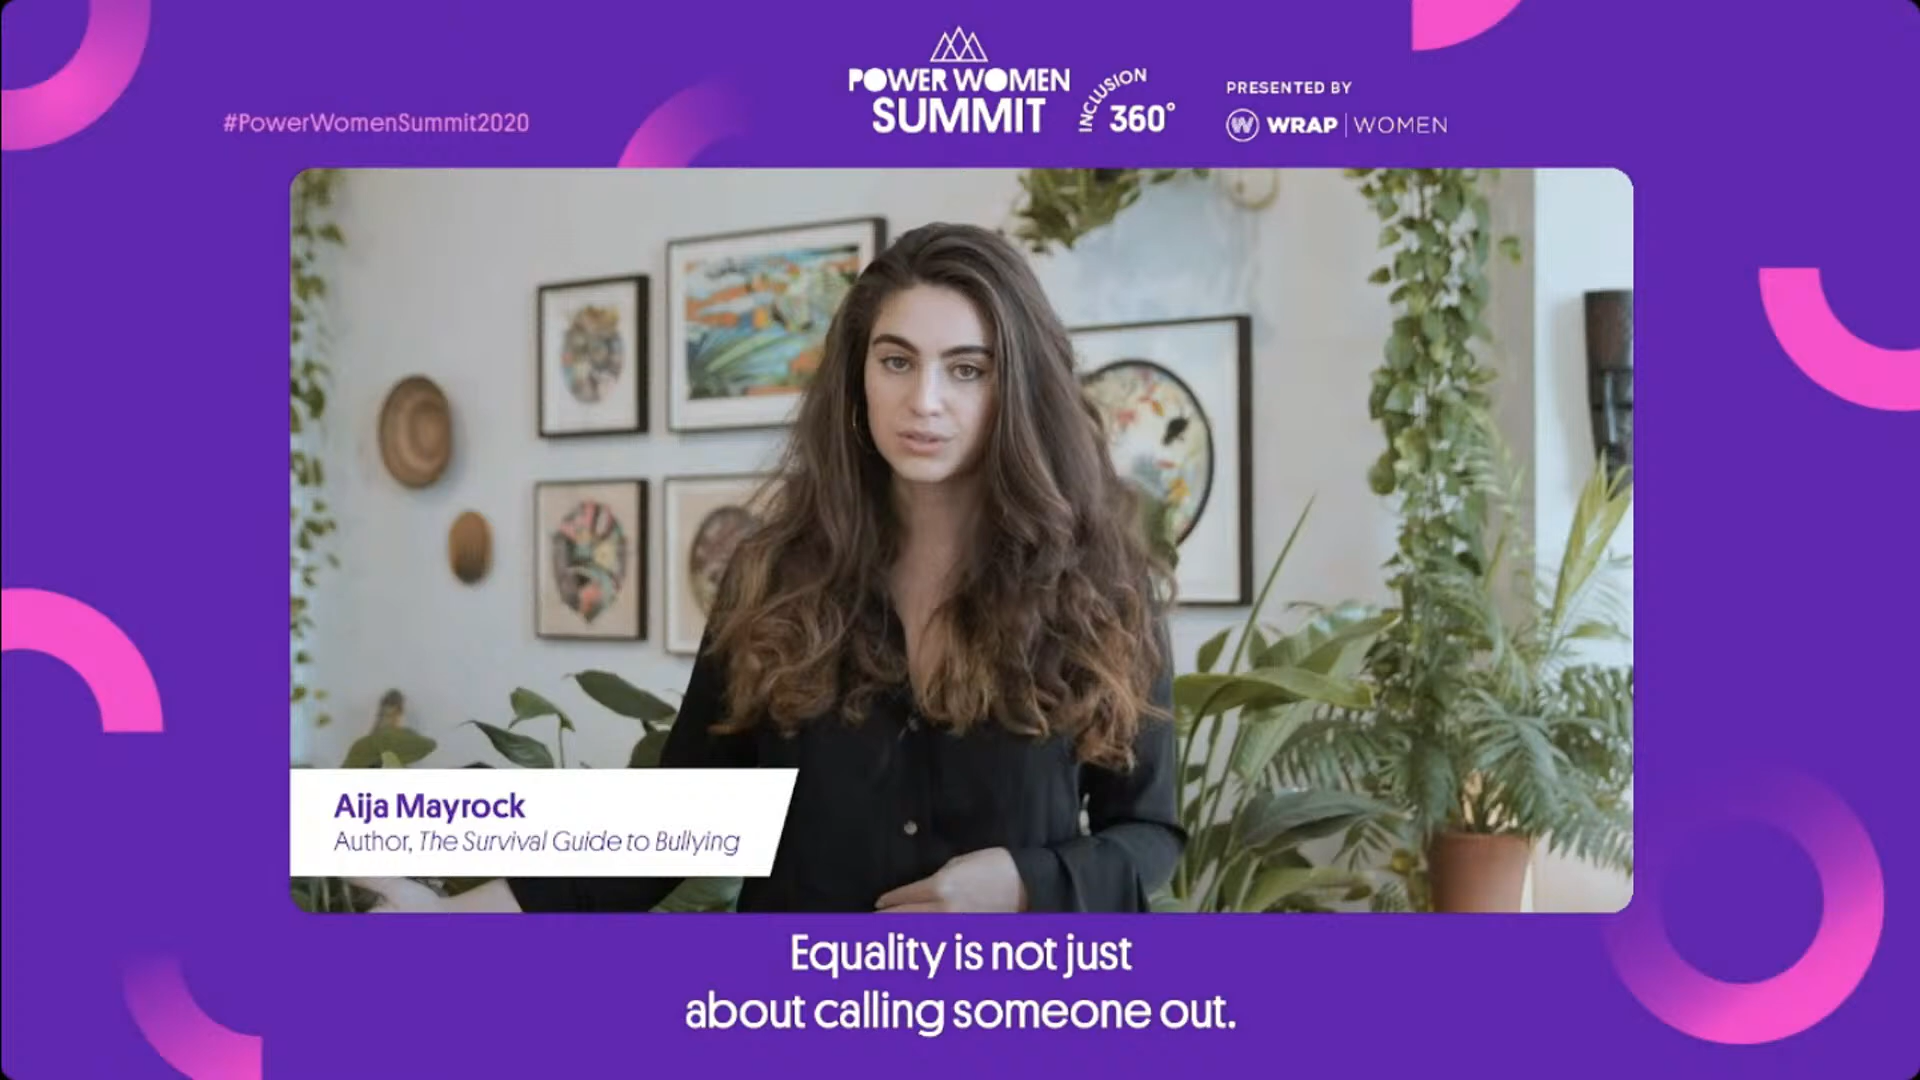 #PowerWomenSummit2020
POWER WOMEN
SUMMIT
INCLUSION
360°
PRESENTED BY
W WRAP | WOMEN
Aija Mayrock
Author, The Survival Guide to Bullying
Equality is not just
about calling someone out.